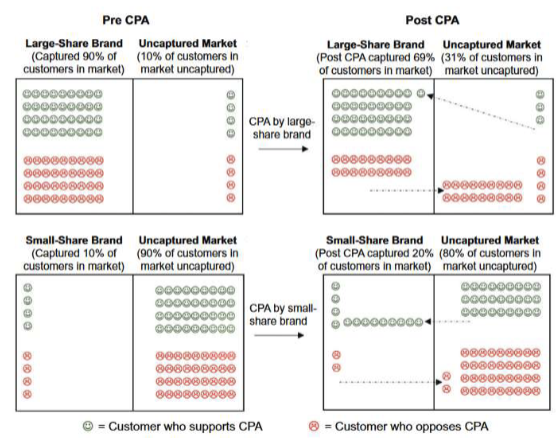 Pre CPA
Post CPA
Large-Share Brand
(Captured 90% of
customers in market)
Uncaptured Market
(10% of customers in
market uncaptured)
Large-Share Brand
(Post CPA captured 69%
of customers in market)
Uncaptured Market
(31% of customers in
market uncaptured)
CPA by large-
share brand
Small-Share Brand
(Captured 10% of
customers in market)
Uncaptured Market
(90% of customers in
market uncaptured)
Small-Share Brand
(Post CPA captured 20%
of customers in market)
Uncaptured Market
(80% of customers in
market uncaptured)
CPA by small-
share brand
= Customer who supports CPA
= Customer who opposes CPA